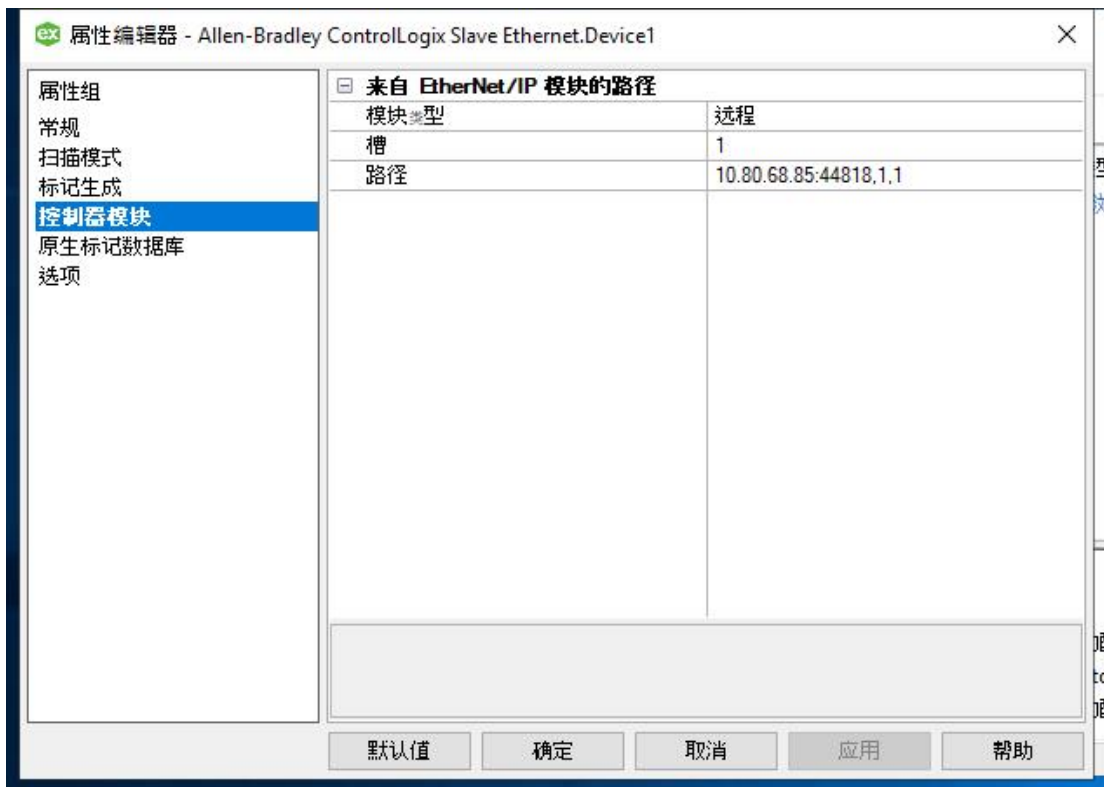 属性编辑器 - Allen-Bradley ControlLogix Slave Ethernet.Device1
属性组
常规
扫描模式
标记生成
控制器模块
原生标记数据库
选项
来自 EtherNet/IP 模块的路径
模块类型 远程
槽 1
路径 10.80.68.85:44818,1,1
默认值 确定 取消 应用 帮助